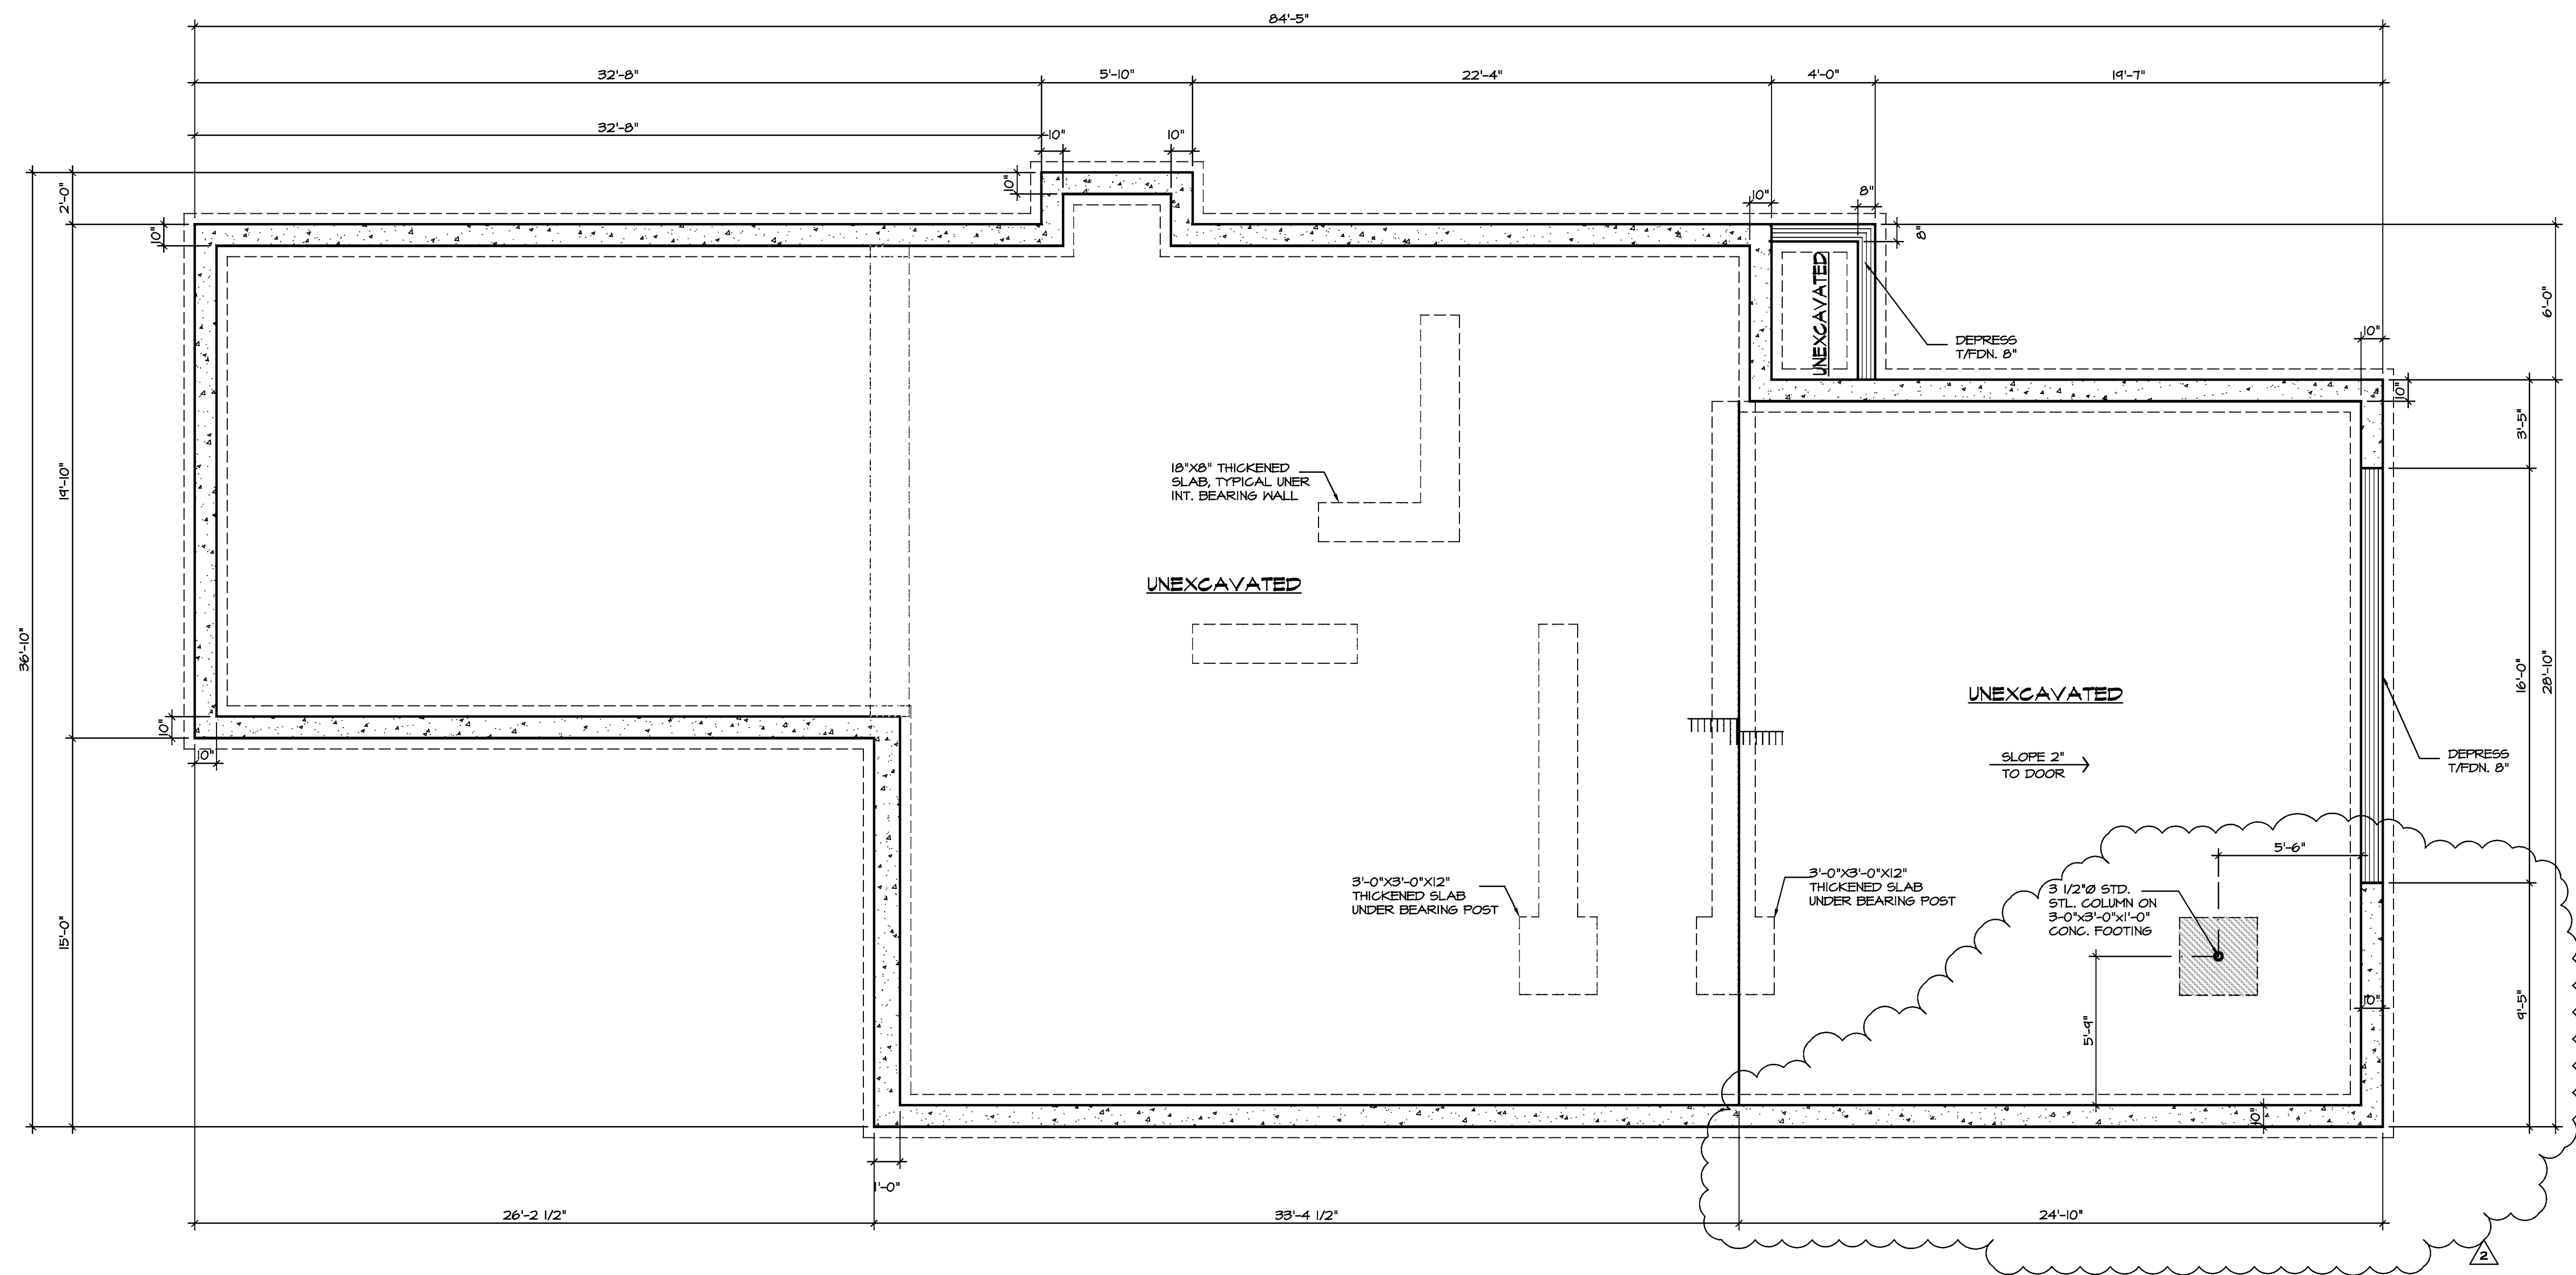 84'-5"
32'-8"
5'-10"
22'-4"
4'-0"
19'-7"
32'-8"
10"
10"
10"
2'-0"
10"
10"
8"
8"
UNEXCAVATED
6'-0"
DEPRESS
T/FDN. 8"
10"
10"
3'-5"
18"X8" THICKENED
SLAB, TYPICAL UNER
INT. BEARING WALL
19'-10"
UNEXCAVATED
36'-10"
UNEXCAVATED
16'-0"
28'-10"
10"
10"
SLOPE 2"
TO DOOR
DEPRESS
T/FDN. 8"
5'-6"
3'-0"X3'-0"X12"
THICKENED SLAB
UNDER BEARING POST
3'-0"X3'-0"X12"
THICKENED SLAB
UNDER BEARING POST
3 1/2"Ø STD.
STL. COLUMN ON
3-0"x3'-0"x1'-0"
CONC. FOOTING
15'-0"
10"
9'-5"
5'-9"
10"
1'-0"
26'-2 1/2"
33'-4 1/2"
24'-10"
2